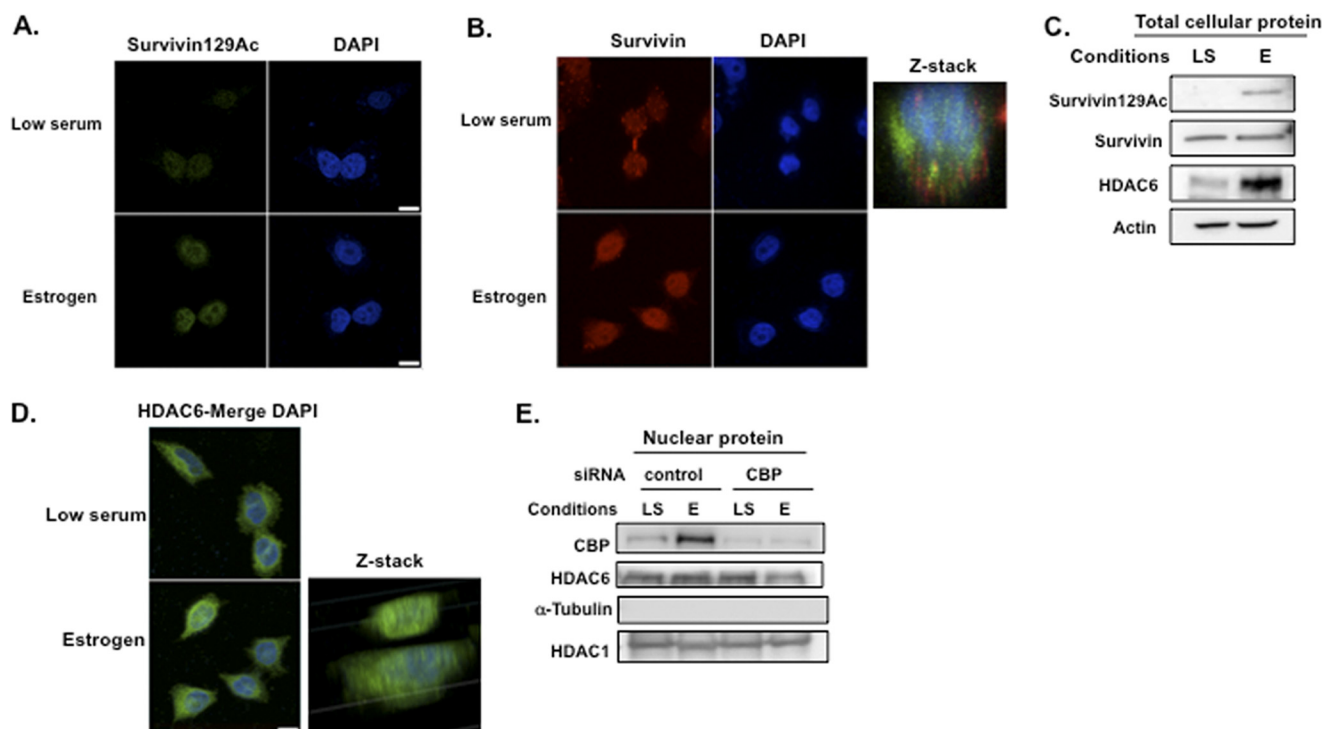 A.
Survivin129Ac DAPI
Low serum
Estrogen
B.
Survivin DAPI
Z-stack
Low serum
Estrogen
C.
Total cellular protein
Conditions LS E
Survivin129Ac
Survivin
HDAC6
Actin
D.
HDAC6-Merge DAPI
Low serum
Z-stack
Estrogen
E.
Nuclear protein
siRNA control CBP
Conditions LS E LS E
CBP
HDAC6
α-Tubulin
HDAC1